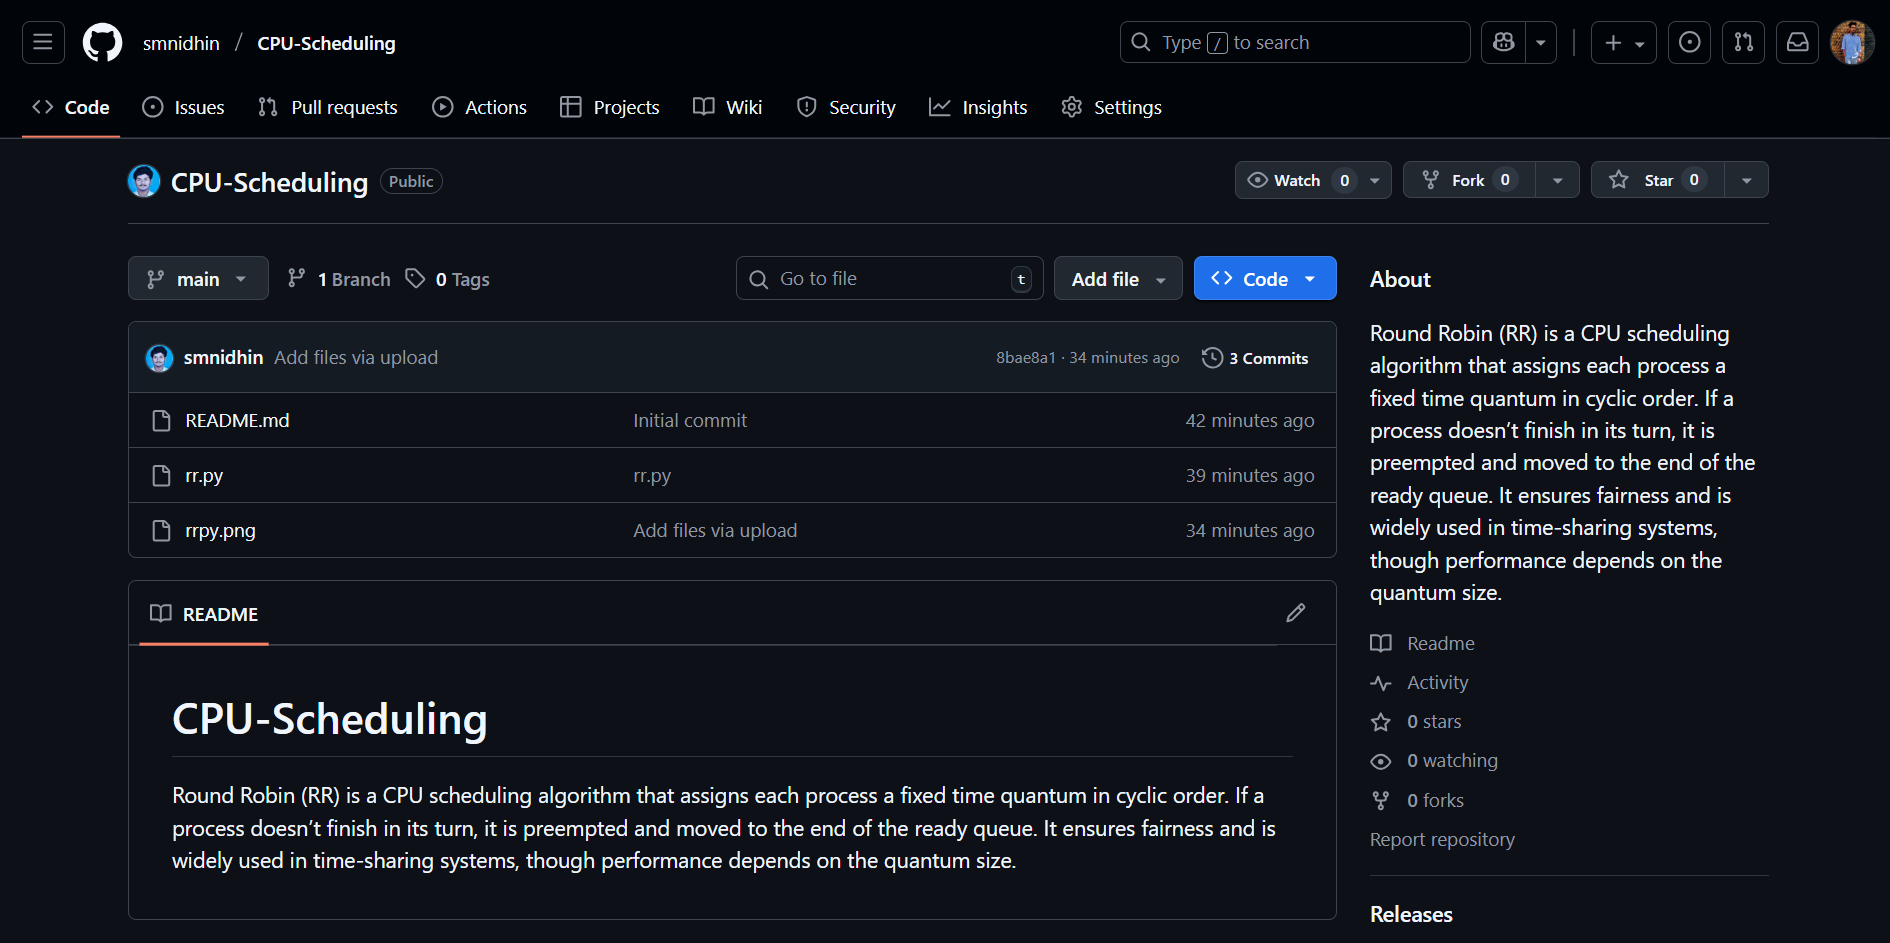 smnidhin / CPU-Scheduling
Type / to search
Code Issues Pull requests Actions Projects Wiki Security Insights Settings
CPU-Scheduling Public
Watch 0 Fork 0 Star 0
main 1 Branch 0 Tags
Go to file t
Add file Code
smnidhin Add files via upload 8bae8a1 · 34 minutes ago 3 Commits
README.md Initial commit 42 minutes ago
rr.py rr.py 39 minutes ago
rrpy.png Add files via upload 34 minutes ago
README
CPU-Scheduling
Round Robin (RR) is a CPU scheduling algorithm that assigns each process a fixed time quantum in cyclic order. If a
process doesn’t finish in its turn, it is preempted and moved to the end of the ready queue. It ensures fairness and is
widely used in time-sharing systems, though performance depends on the quantum size.
About
Round Robin (RR) is a CPU scheduling
algorithm that assigns each process a
fixed time quantum in cyclic order. If a
process doesn’t finish in its turn, it is
preempted and moved to the end of the
ready queue. It ensures fairness and is
widely used in time-sharing systems,
though performance depends on the
quantum size.
Readme
Activity
0 stars
0 watching
0 forks
Report repository
Releases